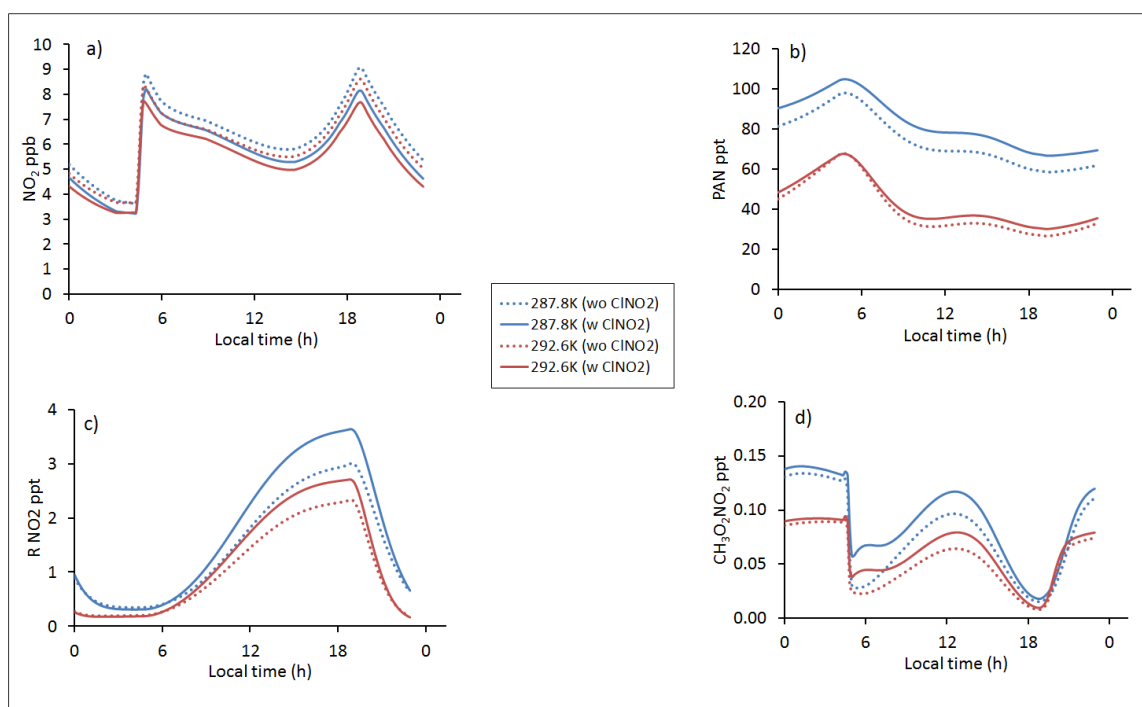 a)
NO2 ppb
10
9
8
7
6
5
4
3
2
1
0
0 6 12 18 0
Local time (h)
b)
PAN ppt
120
100
80
60
40
20
0
0 6 12 18 0
Local time (h)
287.8K (wo ClNO2)
287.8K (w ClNO2)
292.6K (wo ClNO2)
292.6K (w ClNO2)
c)
R NO2 ppt
4
3
2
1
0
0 6 12 18 0
Local time (h)
d)
CH3O2NO2 ppt
0.20
0.15
0.10
0.05
0.00
0 6 12 18 0
Local time (h)